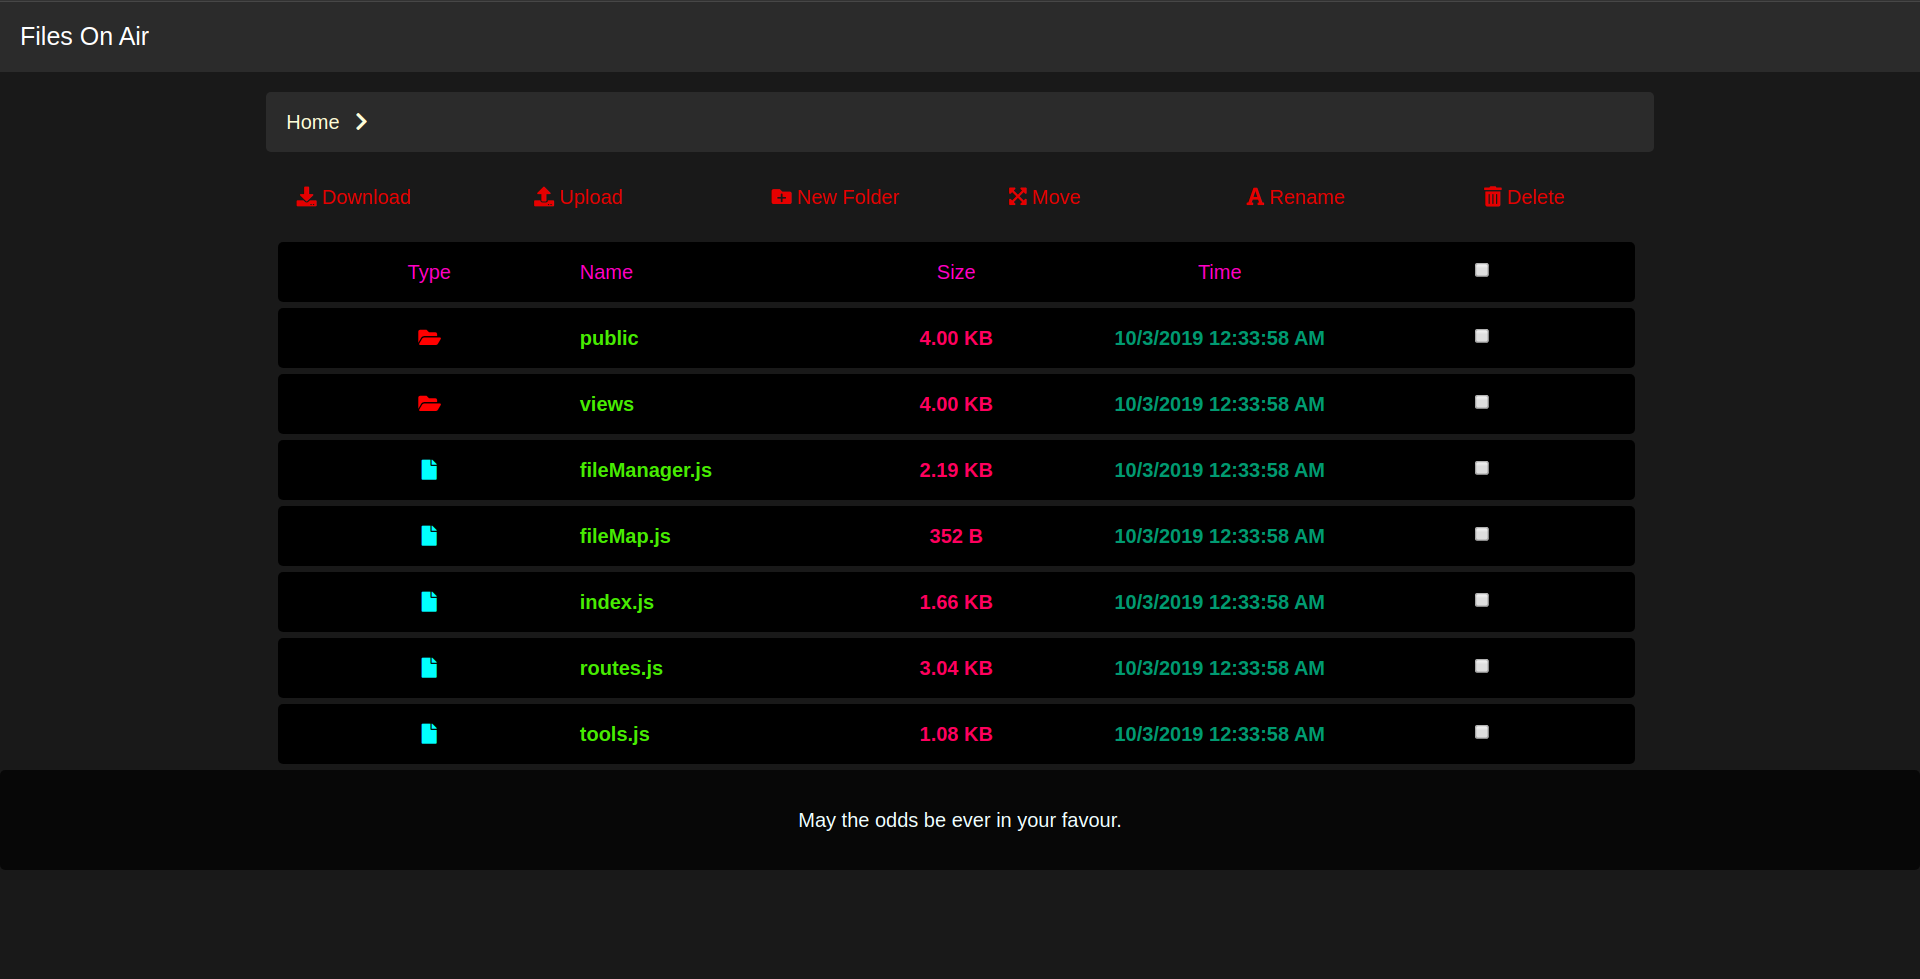 Files On Air
Home
Download Upload New Folder Move Rename Delete
Type Name Size Time
public 4.00 KB 10/3/2019 12:33:58 AM
views 4.00 KB 10/3/2019 12:33:58 AM
fileManager.js 2.19 KB 10/3/2019 12:33:58 AM
fileMap.js 352 B 10/3/2019 12:33:58 AM
index.js 1.66 KB 10/3/2019 12:33:58 AM
routes.js 3.04 KB 10/3/2019 12:33:58 AM
tools.js 1.08 KB 10/3/2019 12:33:58 AM
May the odds be ever in your favour.